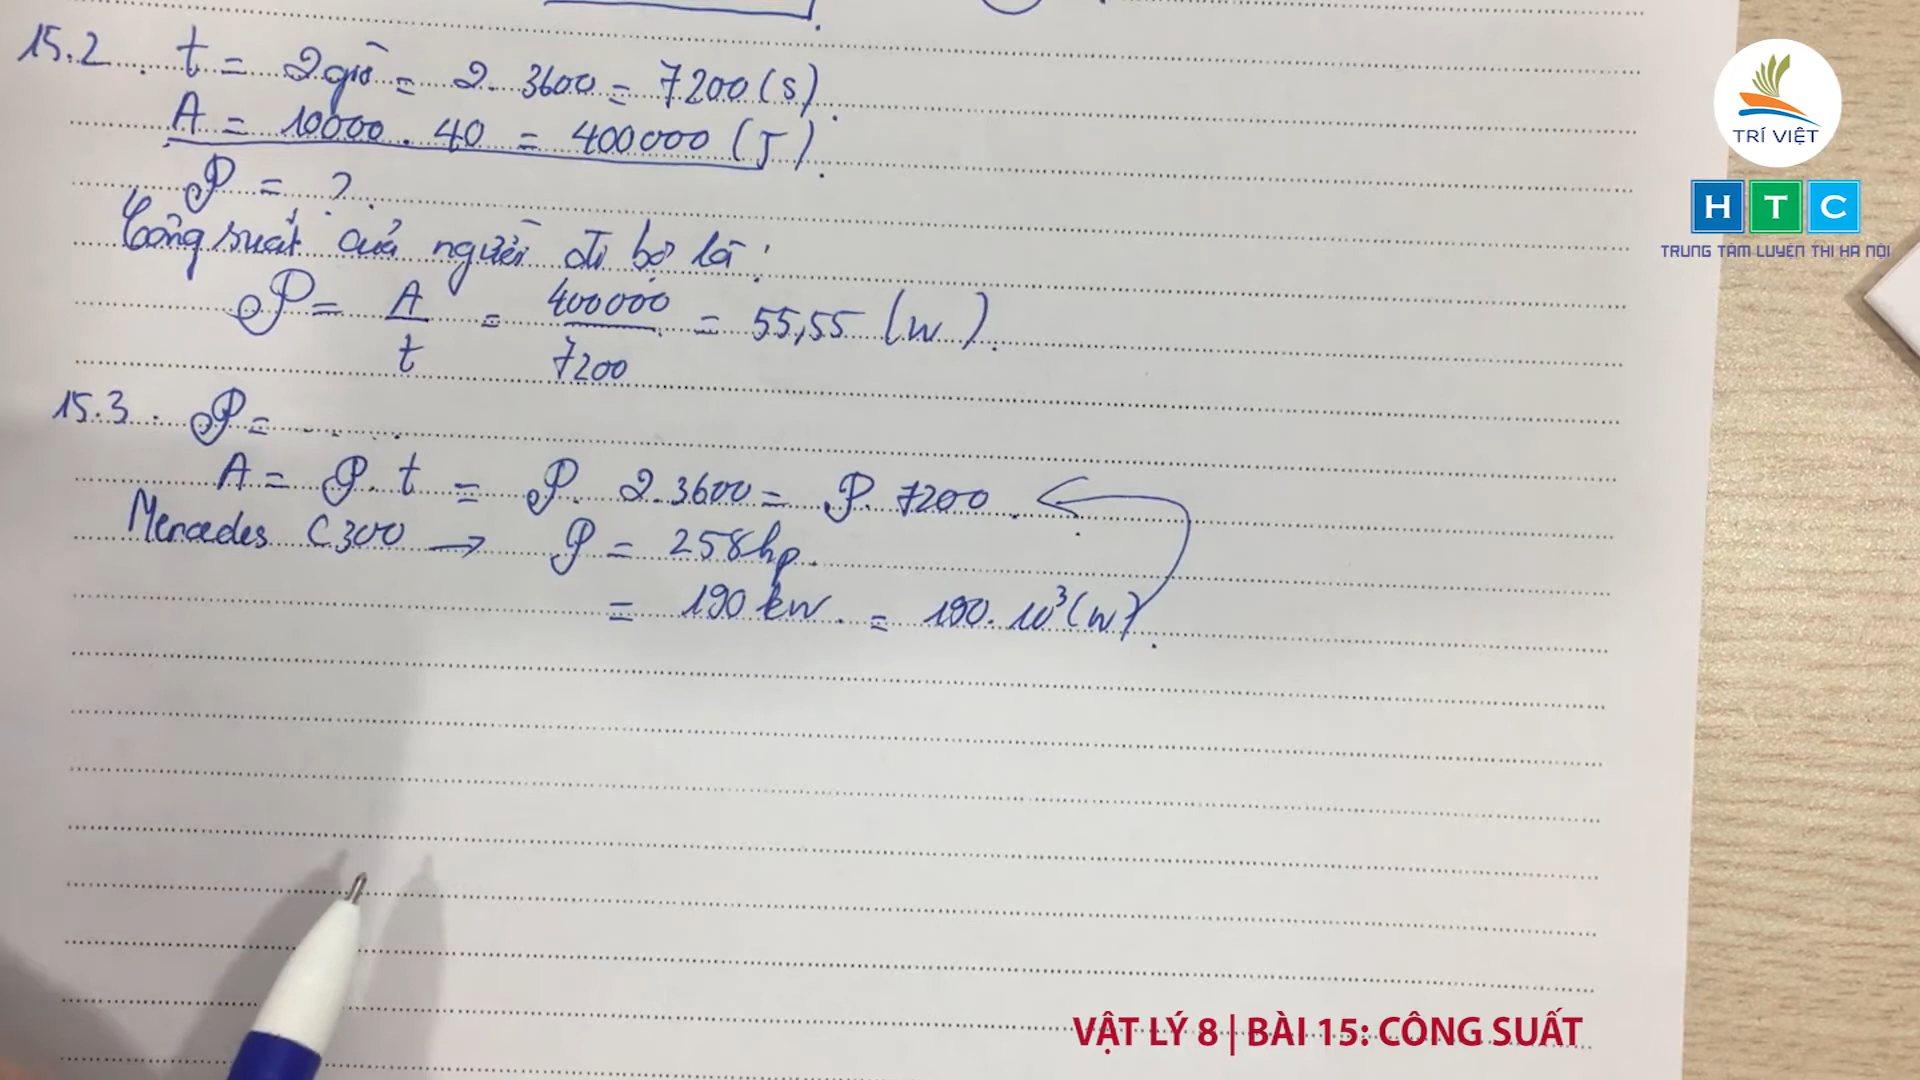 15.2. t = 2 giờ = 2. 3600 = 7200 (s).
A = 10000. 40 = 400000 (J).
P = ?.
Công suất của người đi bộ là:
P = A/t = 400000/7200 = 55,55 (W).
15.3. P = .......
A = P. t = P. 2.3600 = P. 7200.
Mercedes C300 → P = 258hp.
= 190 kW. = 190. 10³ (W).
TRÍ VIỆT
H T C
TRUNG TÂM LUYỆN THI HÀ NỘI
VẬT LÝ 8 | BÀI 15: CÔNG SUẤT